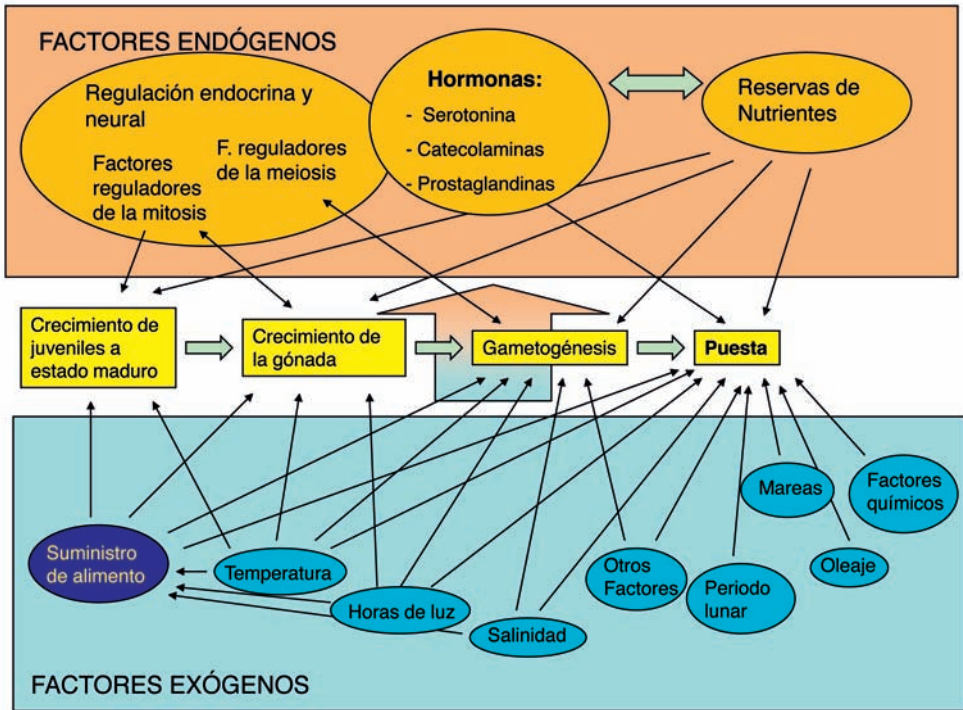 FACTORES ENDÓGENOS
Regulación endocrina y
neural
Factores
reguladores
de la mitosis
F. reguladores
de la meiosis
Hormonas:
- Serotonina
- Catecolaminas
- Prostaglandinas
Reservas de
Nutrientes
Crecimiento de
juveniles a
estado maduro
Crecimiento de
la gónada
Gametogénesis
Puesta
Suministro
de alimento
Temperatura
Horas de luz
Salinidad
Otros
Factores
Periodo
lunar
Mareas
Oleaje
Factores
químicos
FACTORES EXÓGENOS